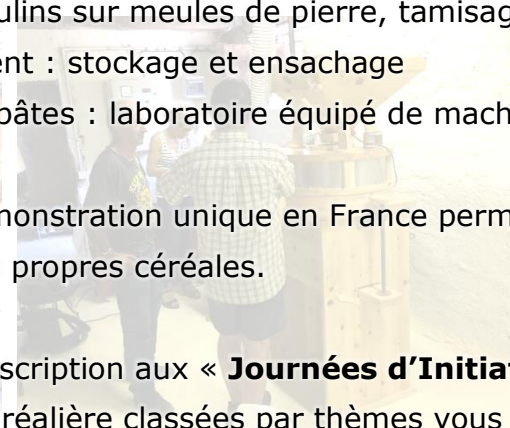 ulins sur meules de pierre, tamisag
ent : stockage et ensachage
pâtes : laboratoire équipé de mach
monstration unique en France perm
propres céréales.
scription aux « Journées d'Initiat
réalière classées par thèmes vous